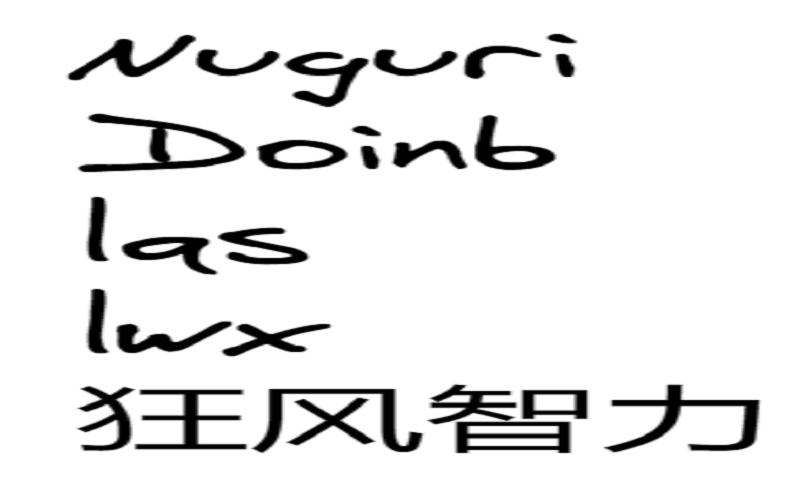 Nuguri
Doinb
las
lwx
狂风智力